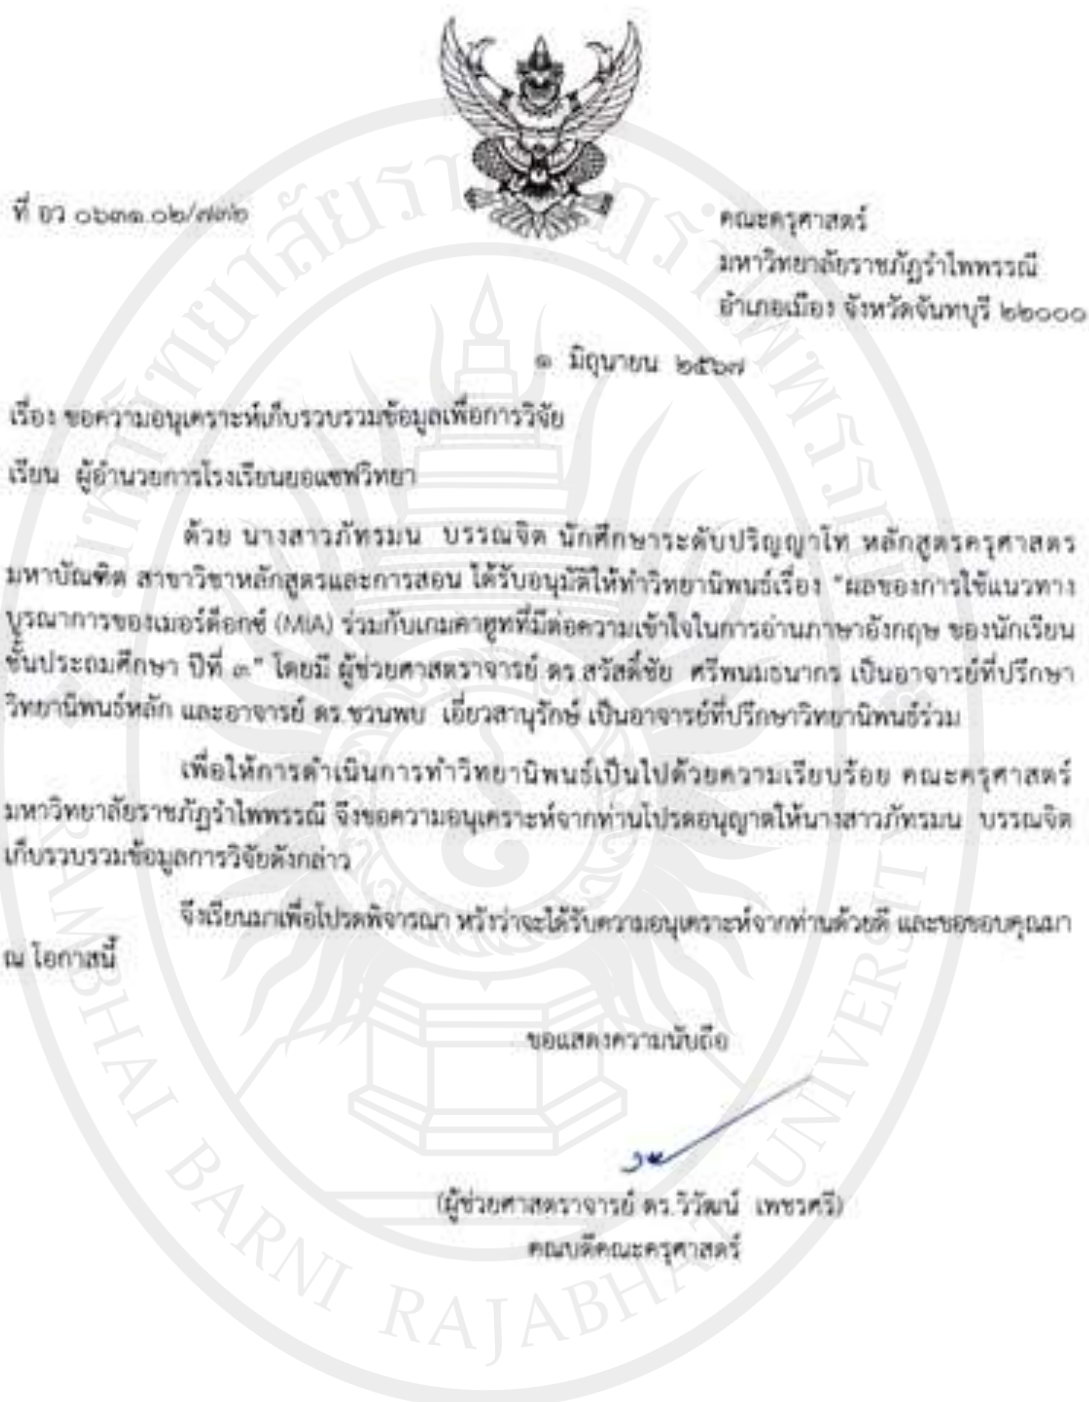 ที่ อว ๐๖๓๑.๐๒/๗๓๒
คณะครุศาสตร์
มหาวิทยาลัยราชภัฏรำไพพรรณี
อำเภอเมือง จังหวัดจันทบุรี ๒๒๐๐๐
๑ มิถุนายน ๒๕๖๗
เรื่อง ขอความอนุเคราะห์เก็บรวบรวมข้อมูลเพื่อการวิจัย
เรียน ผู้อำนวยการโรงเรียนยอแซฟวิทยา
ด้วย นางสาวภัทรมน บรรณจิต นักศึกษาระดับปริญญาโท หลักสูตรครุศาสตร
มหาบัณฑิต สาขาวิชาหลักสูตรและการสอน ได้รับอนุมัติให้ทำวิทยานิพนธ์เรื่อง "ผลของการใช้แนวทาง
บูรณาการของเมอร์ด็อกซ์ (MIA) ร่วมกับเกมคาฮูทที่มีต่อความเข้าใจในการอ่านภาษาอังกฤษ ของนักเรียน
ชั้นประถมศึกษา ปีที่ ๓" โดยมี ผู้ช่วยศาสตราจารย์ ดร.สวัสดิ์ชัย ศรีพนมธนากร เป็นอาจารย์ที่ปรึกษา
วิทยานิพนธ์หลัก และอาจารย์ ดร.ชวนพบ เอี่ยวสานุรักษ์ เป็นอาจารย์ที่ปรึกษาวิทยานิพนธ์ร่วม
เพื่อให้การดำเนินการทำวิทยานิพนธ์เป็นไปด้วยความเรียบร้อย คณะครุศาสตร์
มหาวิทยาลัยราชภัฏรำไพพรรณี จึงขอความอนุเคราะห์จากท่านโปรดอนุญาตให้นางสาวภัทรมน บรรณจิต
เก็บรวบรวมข้อมูลการวิจัยดังกล่าว
จึงเรียนมาเพื่อโปรดพิจารณา หวังว่าจะได้รับความอนุเคราะห์จากท่านด้วยดี และขอขอบคุณมา
ณ โอกาสนี้
ขอแสดงความนับถือ
(ผู้ช่วยศาสตราจารย์ ดร.วิวัฒน์ เพชรศรี)
คณบดีคณะครุศาสตร์
มหาวิทยาลัยราชภัฏรำไพพรรณี
RAMBHAI BARNI RAJABHAT UNIVERSITY